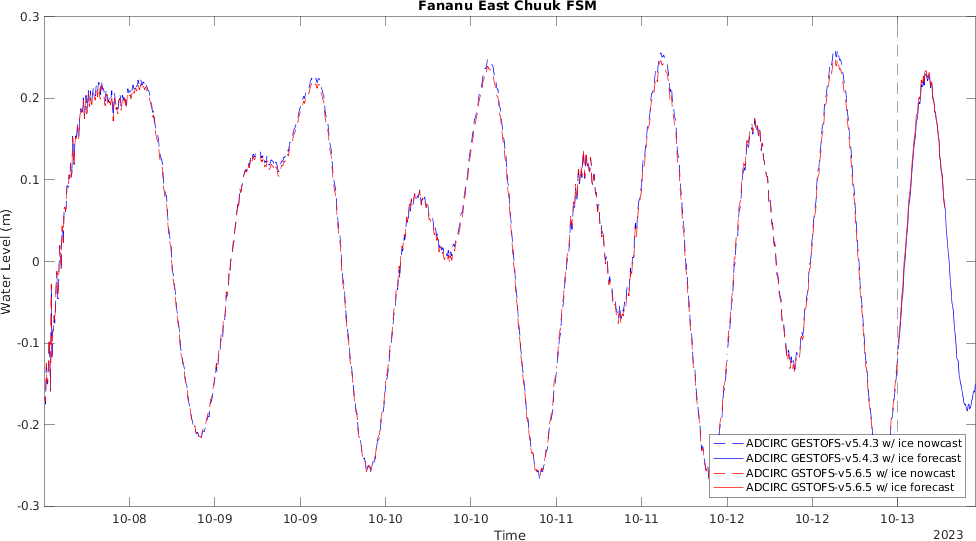 Fananu East Chuuk FSM
0.3
0.2
0.1
0
-0.1
-0.2
-0.3
Water Level (m)
ADCIRC GESTOFS-v5.4.3 w/ ice nowcast
ADCIRC GESTOFS-v5.4.3 w/ ice forecast
ADCIRC GSTOFS-v5.6.5 w/ ice nowcast
ADCIRC GSTOFS-v5.6.5 w/ ice forecast
10-08 10-09 10-09 10-10 10-10 10-11 10-11 10-12 10-12 10-13
Time
2023